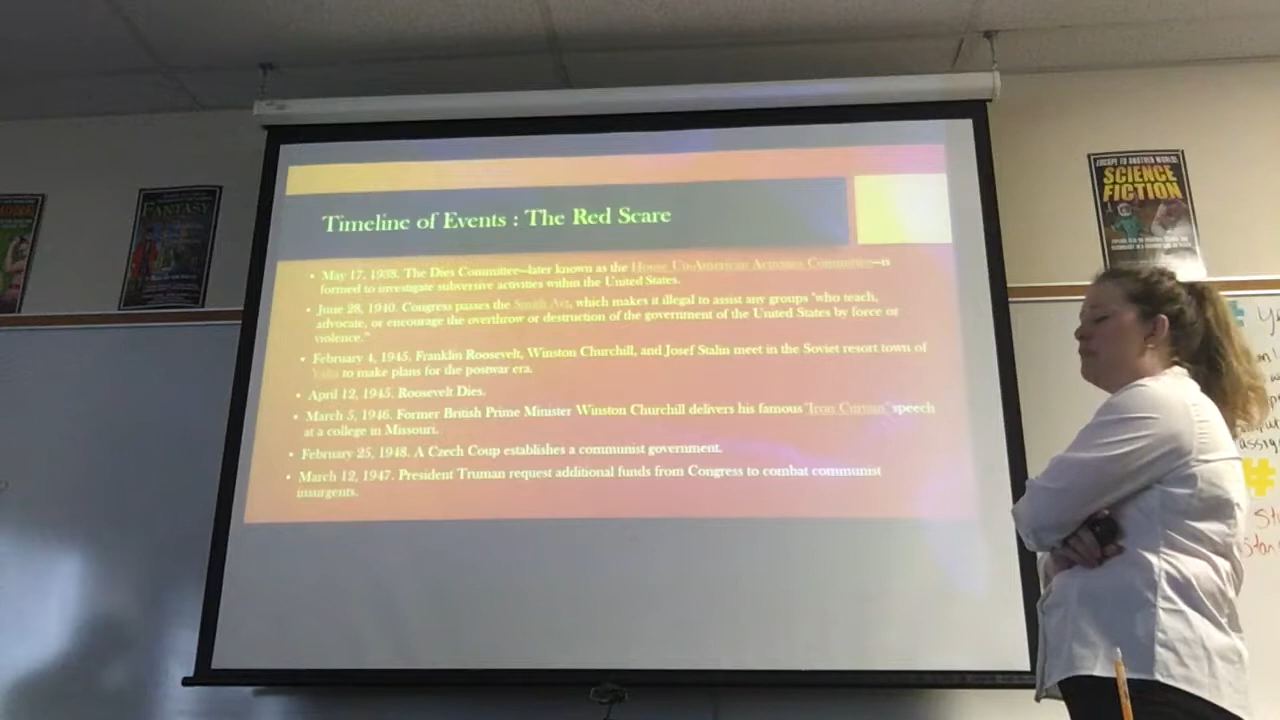 Timeline of Events : The Red Scare
• May 17, 1938. The Dies Committee—later known as the House Un-American Activities Committee—is
formed to investigate subversive activities within the United States.
• June 28, 1940. Congress passes the Smith Act, which makes it illegal to assist any groups "who teach,
advocate, or encourage the overthrow or destruction of the government of the United States by force or
violence."
• February 4, 1945. Franklin Roosevelt, Winston Churchill, and Josef Stalin meet in the Soviet resort town of
Yalta to make plans for the postwar era.
• April 12, 1945. Roosevelt Dies.
• March 5, 1946. Former British Prime Minister Winston Churchill delivers his famous "Iron Curtain" speech
at a college in Missouri.
• February 25, 1948. A Czech Coup establishes a communist government.
• March 12, 1947. President Truman request additional funds from Congress to combat communist
insurgents.
FANTASY
ESCAPE TO ANOTHER WORLD!
SCIENCE
FICTION
#